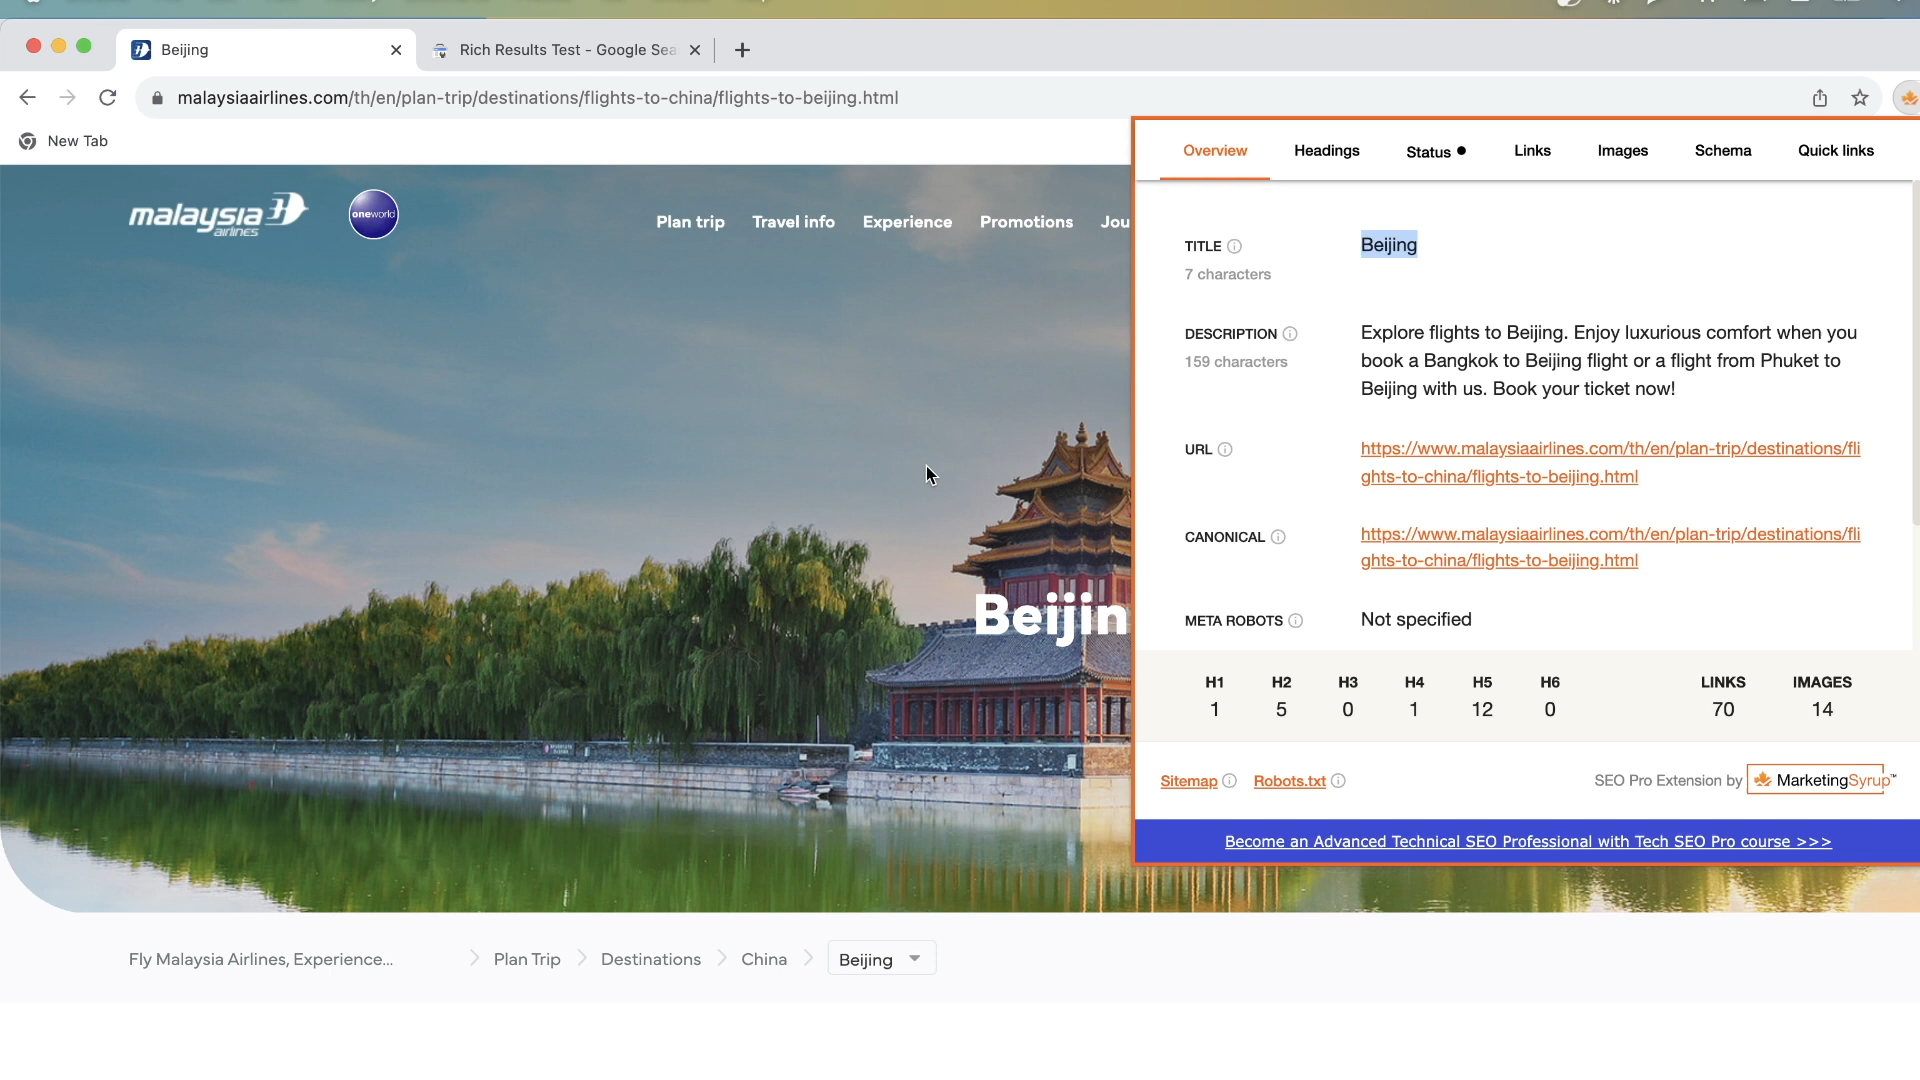 Beijing
Rich Results Test - Google Sea
malaysiaairlines.com/th/en/plan-trip/destinations/flights-to-china/flights-to-beijing.html
New Tab
malaysia
airlines
oneworld
Plan trip
Travel info
Experience
Promotions
Jou
Beijin
Overview
Headings
Status
Links
Images
Schema
Quick links
TITLE
7 characters
Beijing
DESCRIPTION
159 characters
Explore flights to Beijing. Enjoy luxurious comfort when you
book a Bangkok to Beijing flight or a flight from Phuket to
Beijing with us. Book your ticket now!
URL
https://www.malaysiaairlines.com/th/en/plan-trip/destinations/fli
ghts-to-china/flights-to-beijing.html
CANONICAL
https://www.malaysiaairlines.com/th/en/plan-trip/destinations/fli
ghts-to-china/flights-to-beijing.html
META ROBOTS
Not specified
H1 H2 H3 H4 H5 H6 LINKS IMAGES
1 5 0 1 12 0 70 14
Sitemap
Robots.txt
SEO Pro Extension by MarketingSyrup™
Become an Advanced Technical SEO Professional with Tech SEO Pro course >>>
Fly Malaysia Airlines, Experience...
Plan Trip
Destinations
China
Beijing